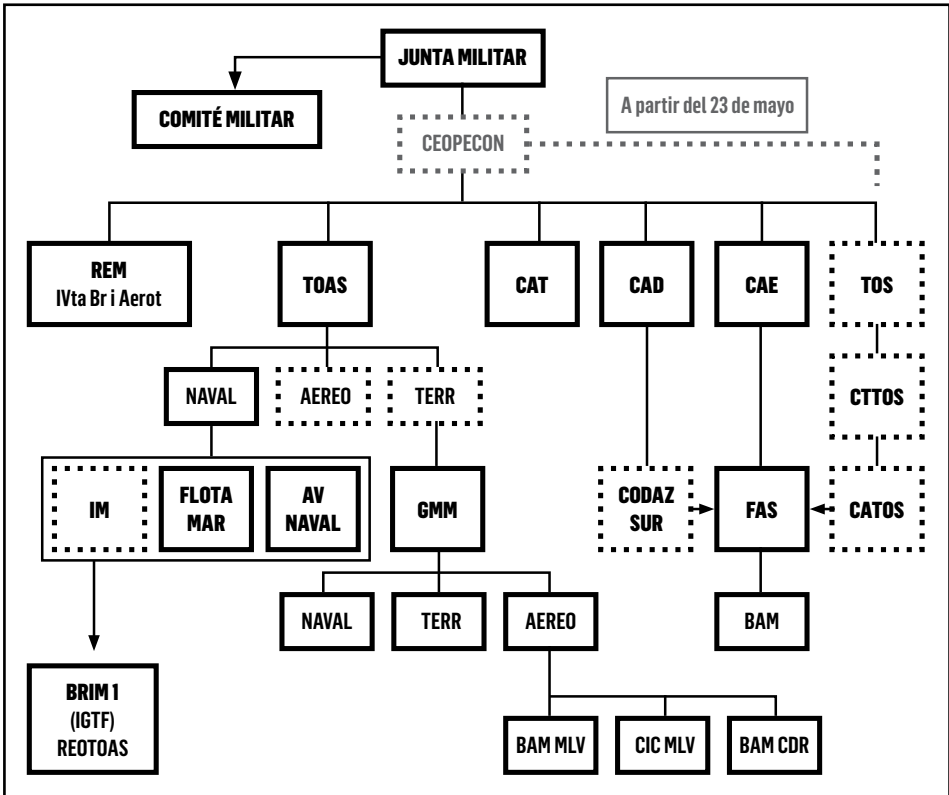 JUNTA MILITAR
COMITÉ MILITAR
A partir del 23 de mayo
CEOPECON
REM
IVta Br i Aerot
TOAS
CAT
CAD
CAE
TOS
NAVAL
AEREO
TERR
CTTOS
IM
FLOTA
MAR
AV
NAVAL
GMM
CODAZ
SUR
FAS
CATOS
NAVAL
TERR
AEREO
BAM
BRIM 1
(IGTF)
REOTOAS
BAM MLV
CIC MLV
BAM CDR